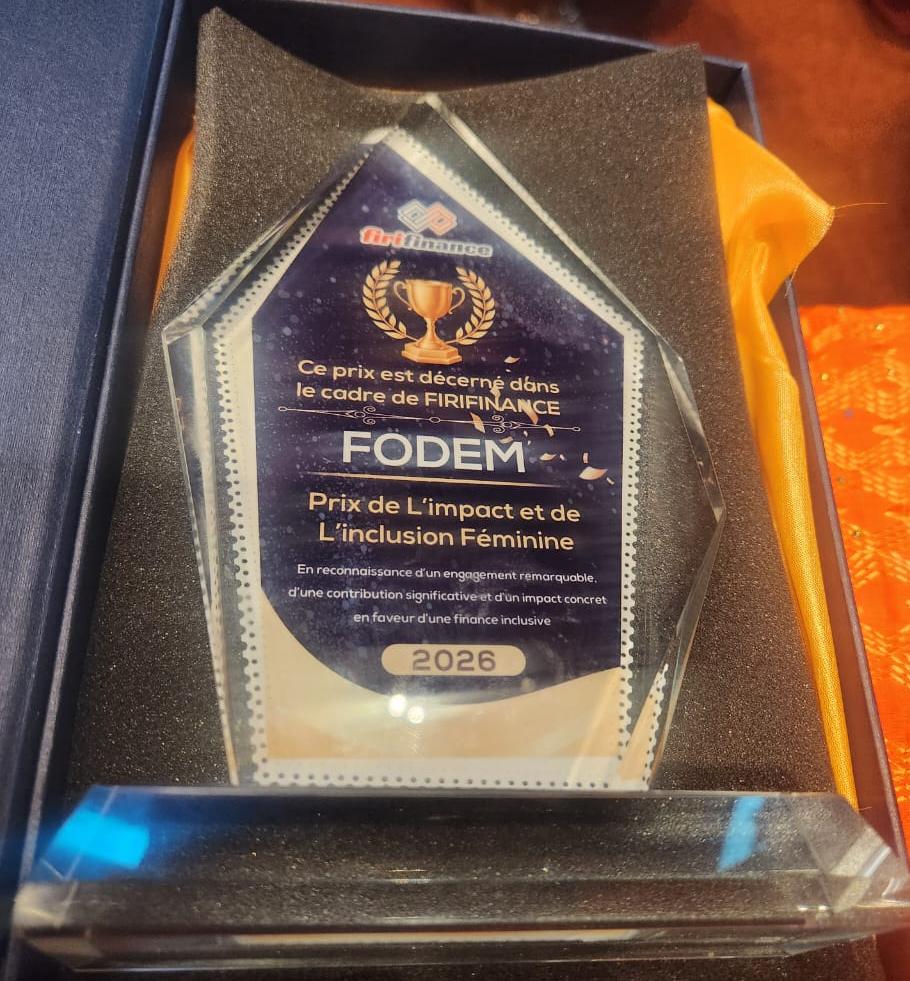 firifinance
Ce prix est décerné dans
le cadre de FIRIFINANCE
FODEM
Prix de L'impact et de
L'inclusion Féminine
En reconnaissance d'un engagement remarquable,
d'une contribution significative et d'un impact concret
en faveur d'une finance inclusive
2026